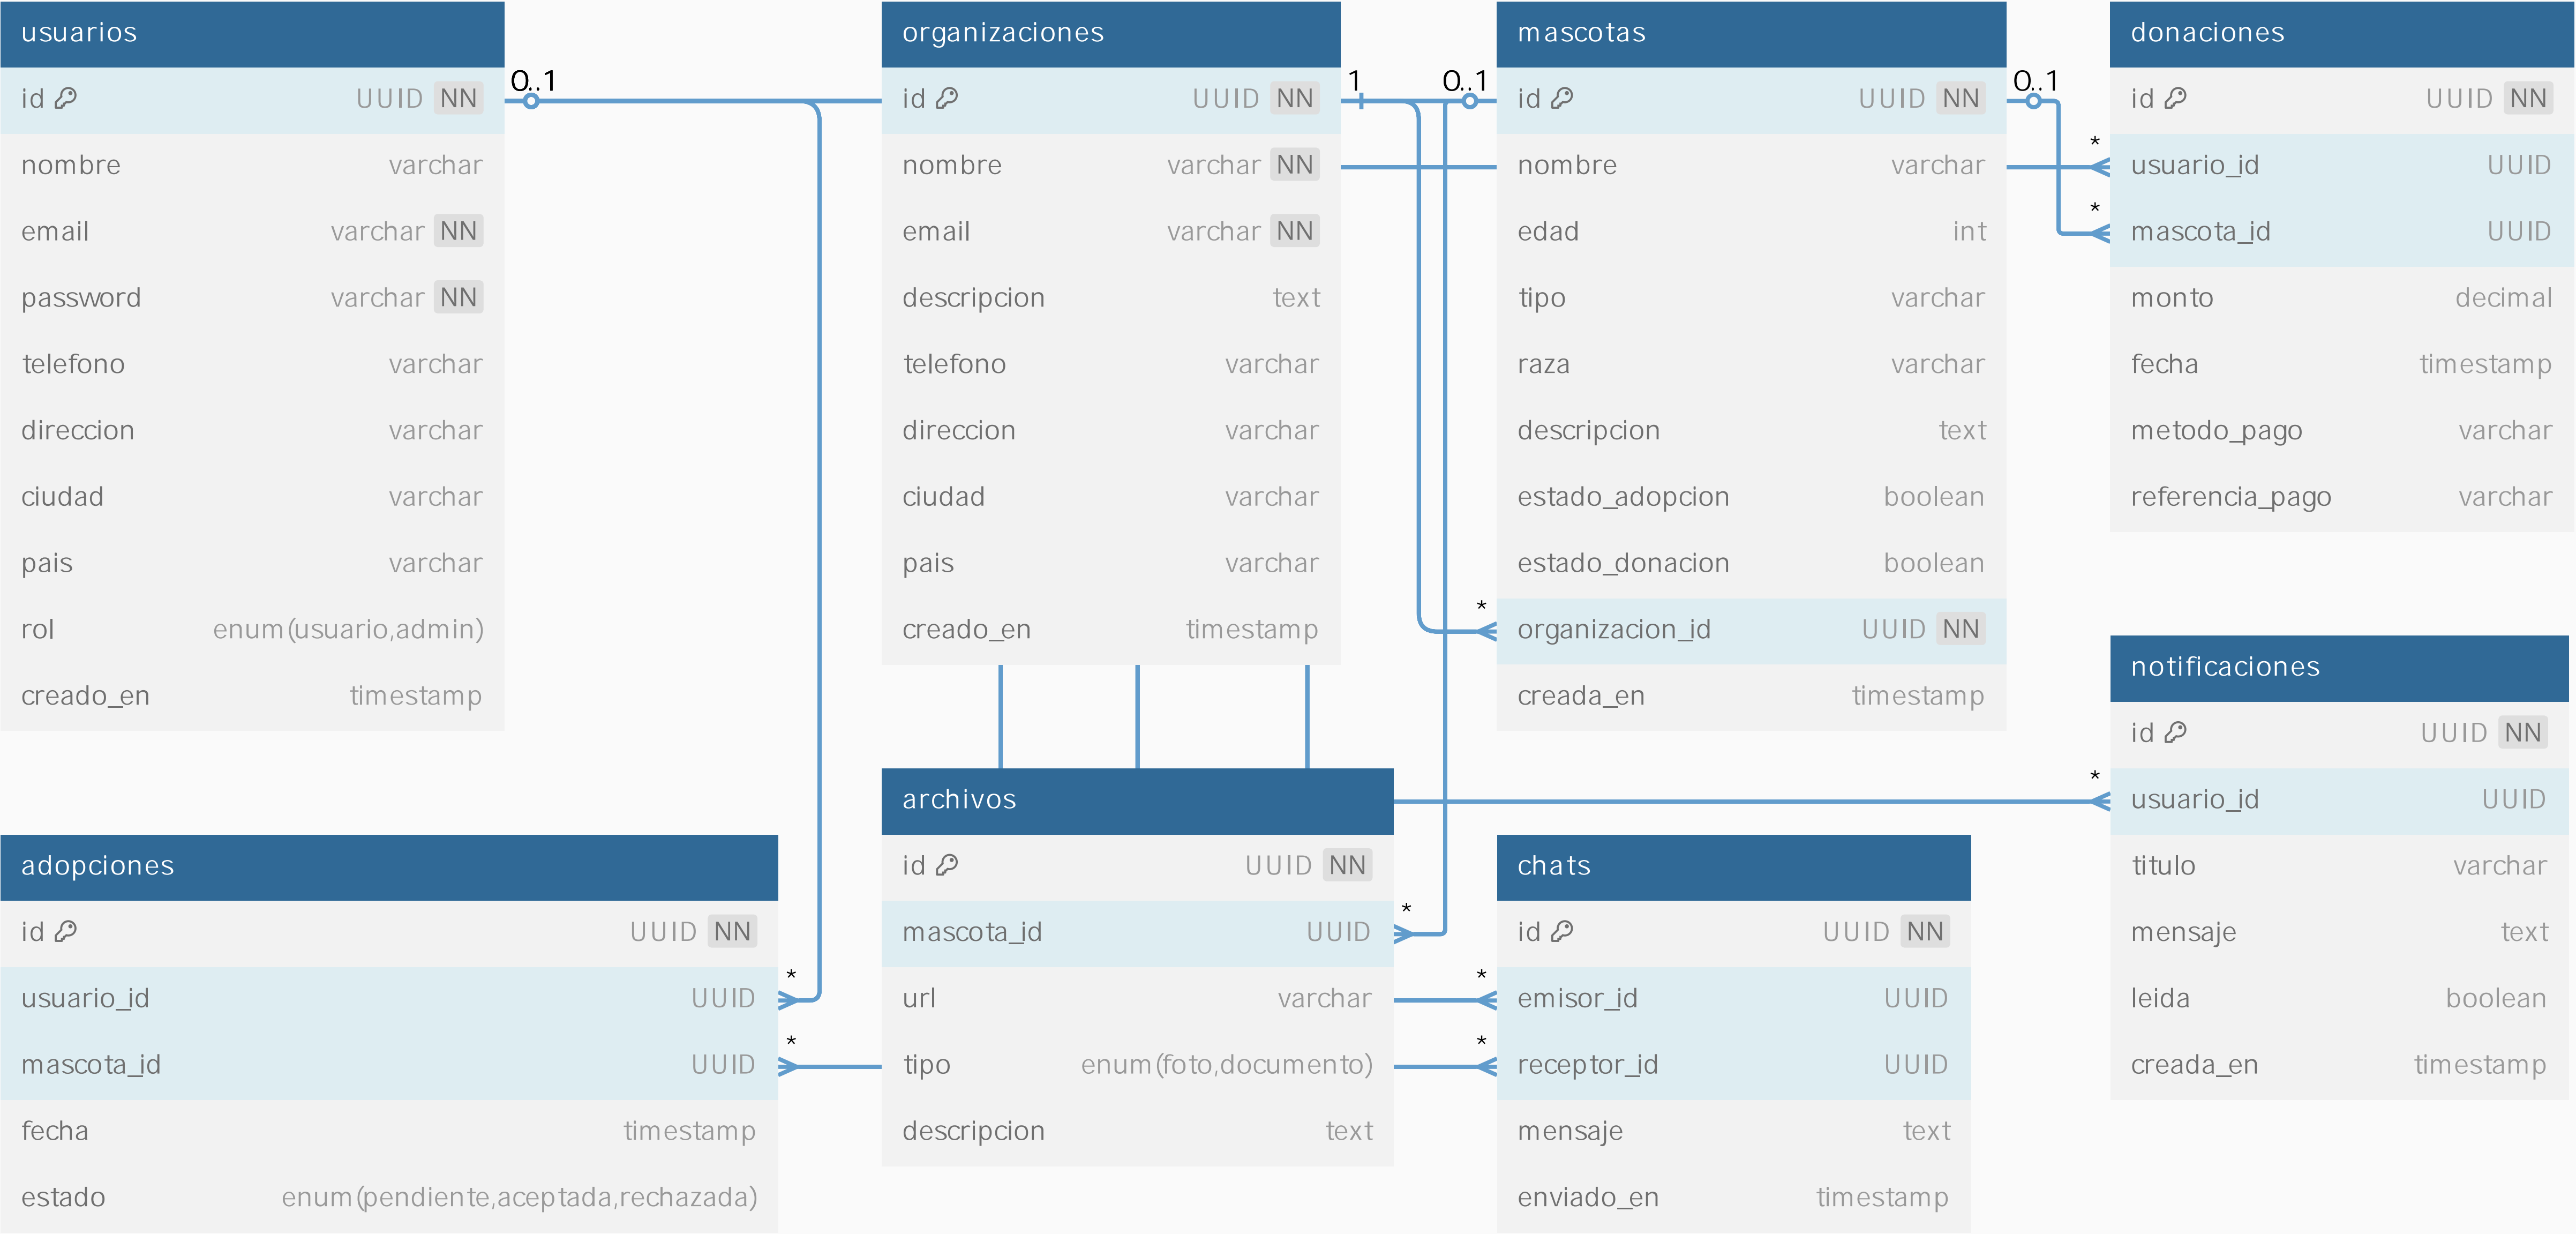 usuarios
id UUID NN
nombre varchar
email varchar NN
password varchar NN
telefono varchar
direccion varchar
ciudad varchar
pais varchar
rol enum(usuario,admin)
creado_en timestamp
0..1
organizaciones
id UUID NN
nombre varchar NN
email varchar NN
descripcion text
telefono varchar
direccion varchar
ciudad varchar
pais varchar
creado_en timestamp
1
0..1
mascotas
id UUID NN
nombre varchar
edad int
tipo varchar
raza varchar
descripcion text
estado_adopcion boolean
estado_donacion boolean
* organizacion_id UUID NN
creada_en timestamp
0..1
donaciones
id UUID NN
* usuario_id UUID
* mascota_id UUID
monto decimal
fecha timestamp
metodo_pago varchar
referencia_pago varchar
adopciones
id UUID NN
usuario_id UUID *
mascota_id UUID *
fecha timestamp
estado enum(pendiente,aceptada,rechazada)
archivos
id UUID NN
mascota_id UUID *
url varchar
tipo enum(foto,documento)
descripcion text
chats
id UUID NN
* emisor_id UUID
* receptor_id UUID
mensaje text
enviado_en timestamp
notificaciones
id UUID NN
* usuario_id UUID
titulo varchar
mensaje text
leida boolean
creada_en timestamp